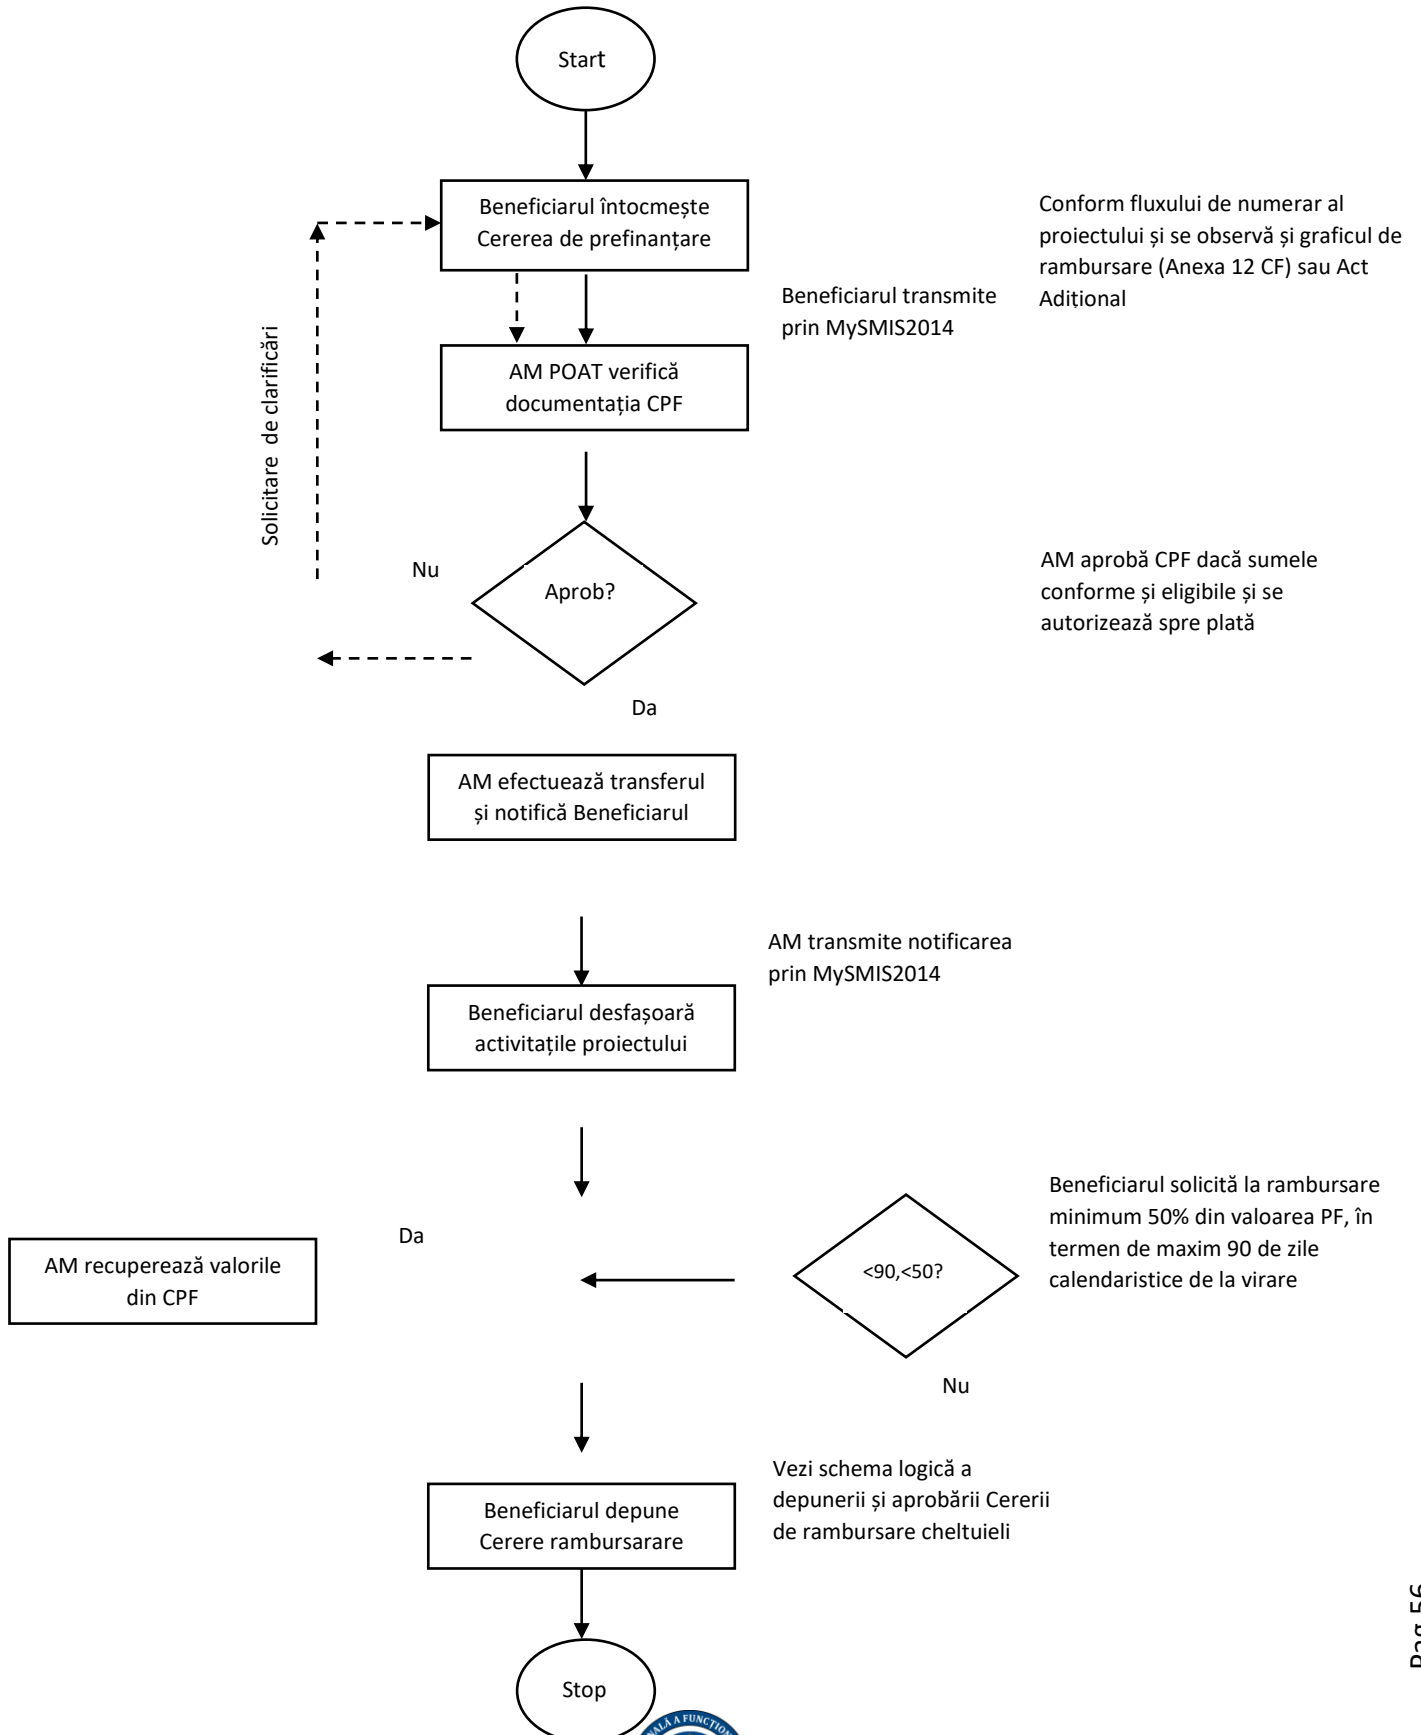 Start
Beneficiarul întocmește
Cererea de prefinanțare
Conform fluxului de numerar al
proiectului și se observă și graficul de
rambursare (Anexa 12 CF) sau Act
Adițional
Beneficiarul transmite
prin MySMIS2014
Solicitare de clarificări
AM POAT verifică
documentația CPF
Nu
Aprob?
AM aprobă CPF dacă sumele
conforme și eligibile și se
autorizează spre plată
Da
AM efectuează transferul
și notifică Beneficiarul
AM transmite notificarea
prin MySMIS2014
Beneficiarul desfașoară
activitațile proiectului
Beneficiarul solicită la rambursare
minimum 50% din valoarea PF, în
termen de maxim 90 de zile
calendaristice de la virare
Da
AM recuperează valorile
din CPF
<90,<50?
Nu
Vezi schema logică a
depunerii și aprobării Cererii
de rambursare cheltuieli
Beneficiarul depune
Cerere rambursarare
Pag 56
Stop